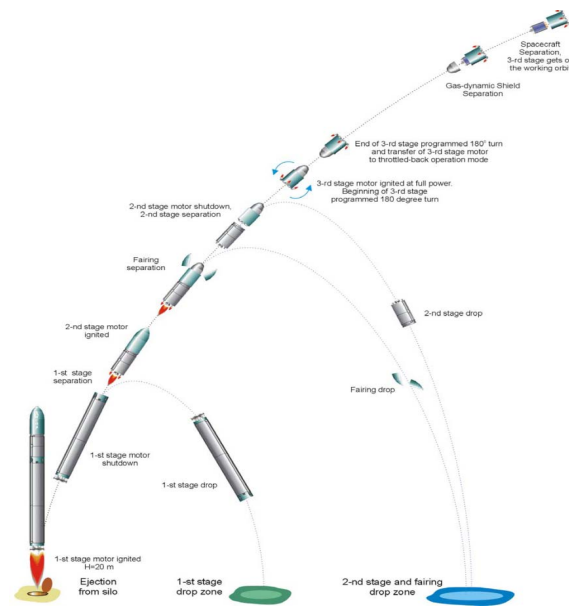 Spacecraft
Separation,
3-rd stage gets o
the working orbi
Gas-dynamic Shield
Separation
End of 3-rd stage programmed 180° turn
and transfer of 3-rd stage motor
to throttled-back operation mode
3-rd stage motor ignited at full power.
Beginning of 3-rd stage
programmed 180 degree turn
2-nd stage motor shutdown,
2-nd stage separation
Fairing
separation
2-nd stage motor
ignited
2-nd stage drop
1-st stage
separation
Fairing drop
1-st stage motor
shutdown
1-st stage drop
1-st stage motor ignited
H=20 m
Ejection
from silo
1-st stage
drop zone
2-nd stage and fairing
drop zone